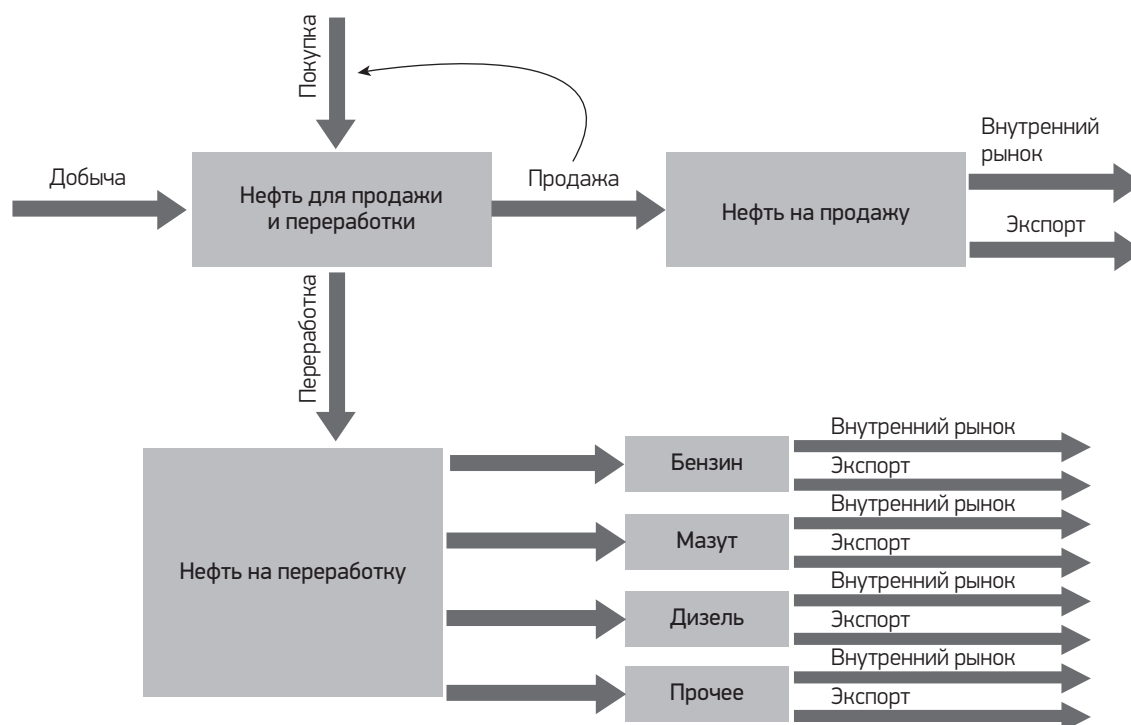 Покупка
Добыча
Нефть для продажи
и переработки
Продажа
Нефть на продажу
Внутренний
рынок
Экспорт
Переработка
Нефть на переработку
Бензин
Внутренний рынок
Экспорт
Мазут
Внутренний рынок
Экспорт
Дизель
Внутренний рынок
Экспорт
Прочее
Внутренний рынок
Экспорт